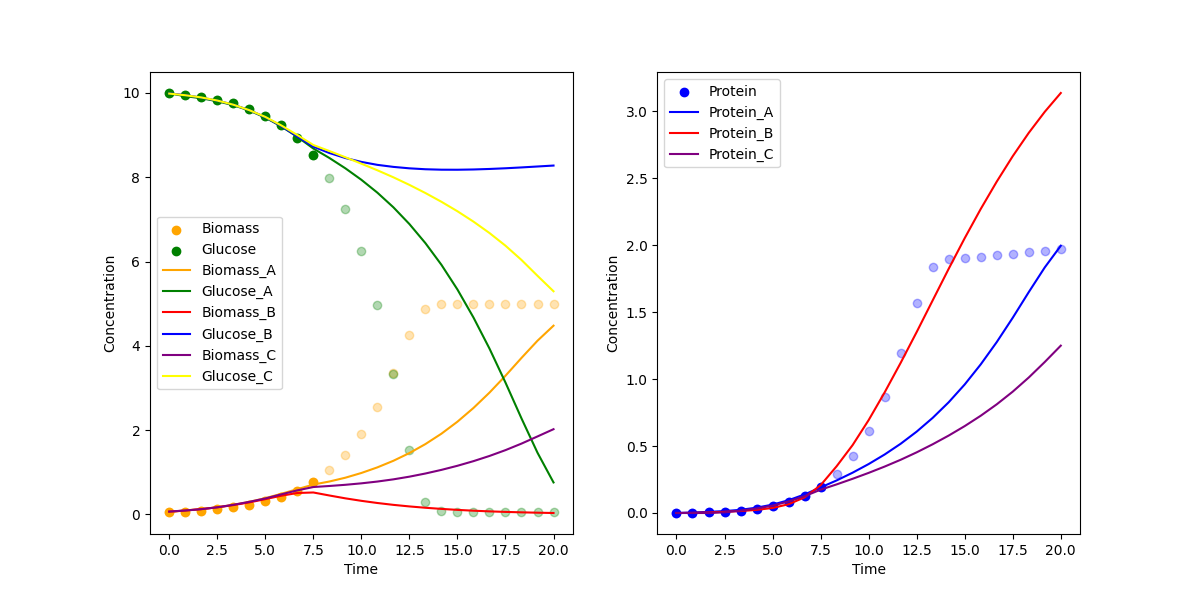 10
8
6
4
2
0
Concentration
Biomass
Glucose
Biomass_A
Glucose_A
Biomass_B
Glucose_B
Biomass_C
Glucose_C
0.0 2.5 5.0 7.5 10.0 12.5 15.0 17.5 20.0
Time
3.0
2.5
2.0
1.5
1.0
0.5
0.0
Concentration
Protein
Protein_A
Protein_B
Protein_C
0.0 2.5 5.0 7.5 10.0 12.5 15.0 17.5 20.0
Time